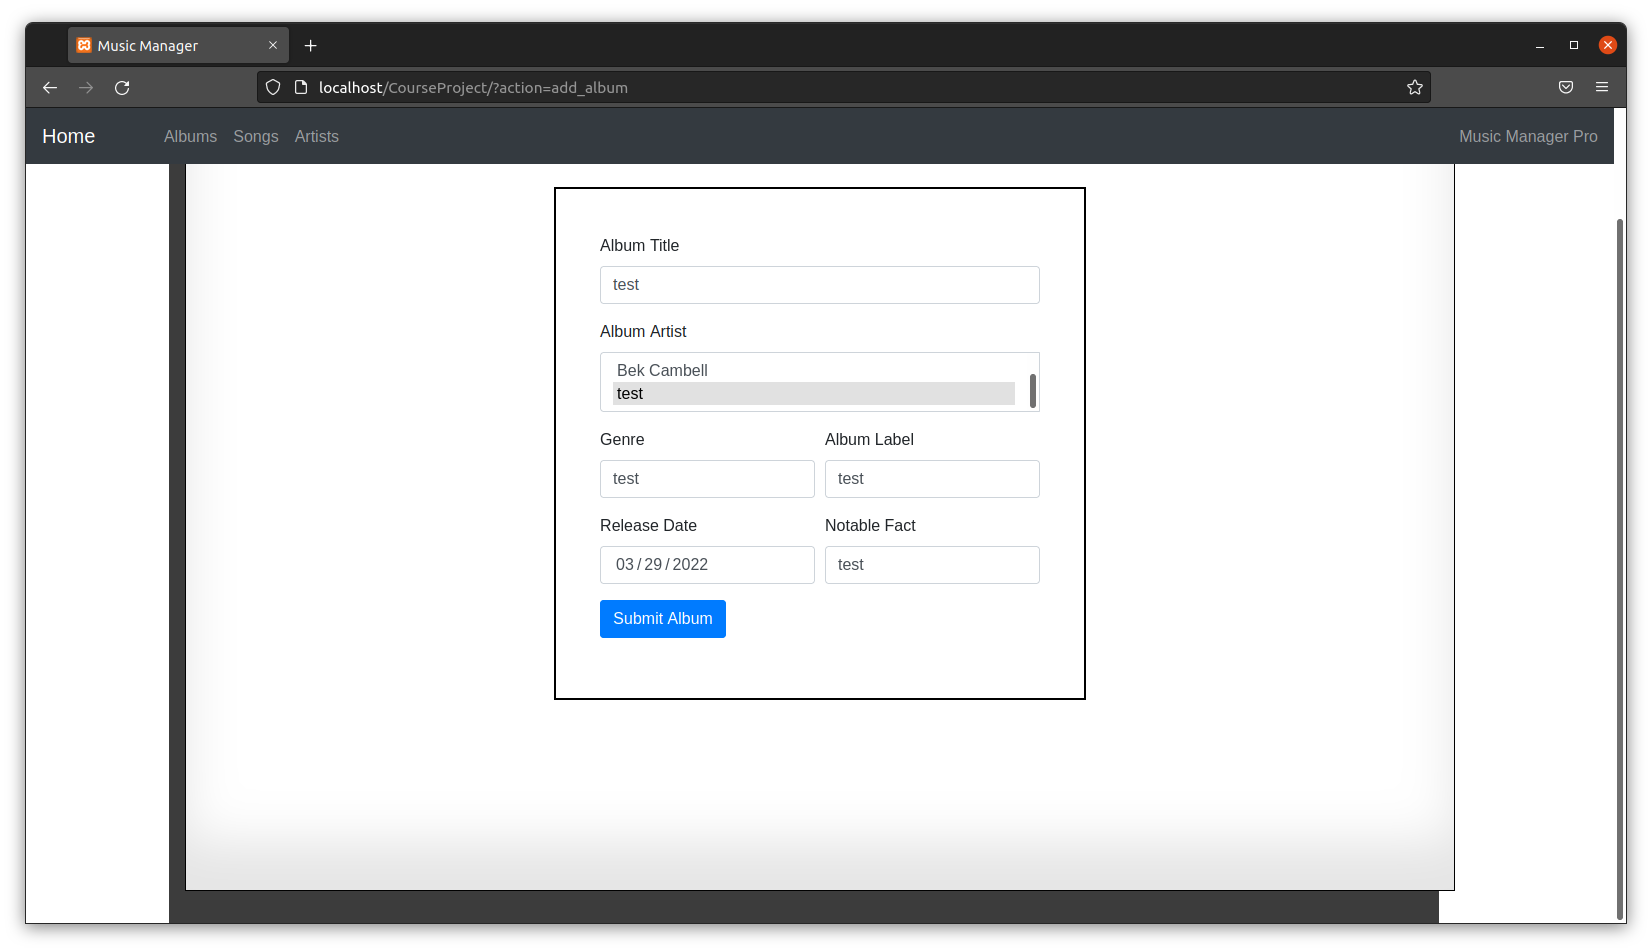 Music Manager
localhost/CourseProject/?action=add_album
Home Albums Songs Artists Music Manager Pro
Album Title
test
Album Artist
Bek Cambell
test
Genre Album Label
test test
Release Date Notable Fact
03/29/2022 test
Submit Album